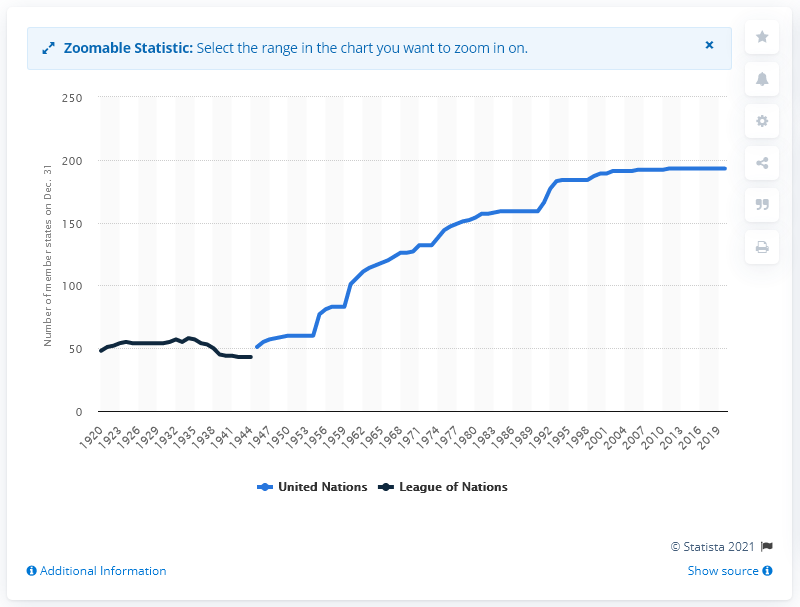 Zoomable Statistic: Select the range in the chart you want to zoom in on.
×
250
200
150
100
50
0
Number of member states on Dec. 31
1920 1923 1926 1929 1932 1935 1938 1941 1944 1947 1950 1953 1956 1959 1962 1965 1968 1971 1974 1977 1980 1983 1986 1989 1992 1995 1998 2001 2004 2007 2010 2013 2016 2019
United Nations League of Nations
© Statista 2021
Additional Information Show source